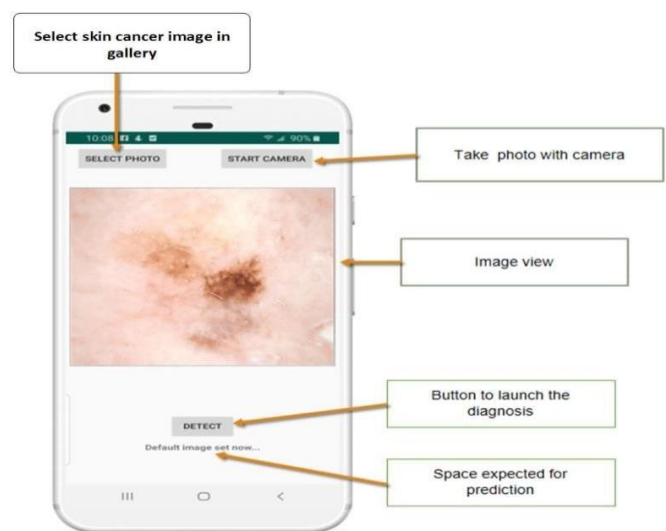 Select skin cancer image in
gallery
10:08
90%
SELECT PHOTO
START CAMERA
Take photo with camera
Image view
Button to launch the
diagnosis
DETECT
Default image set now...
Space expected for
prediction